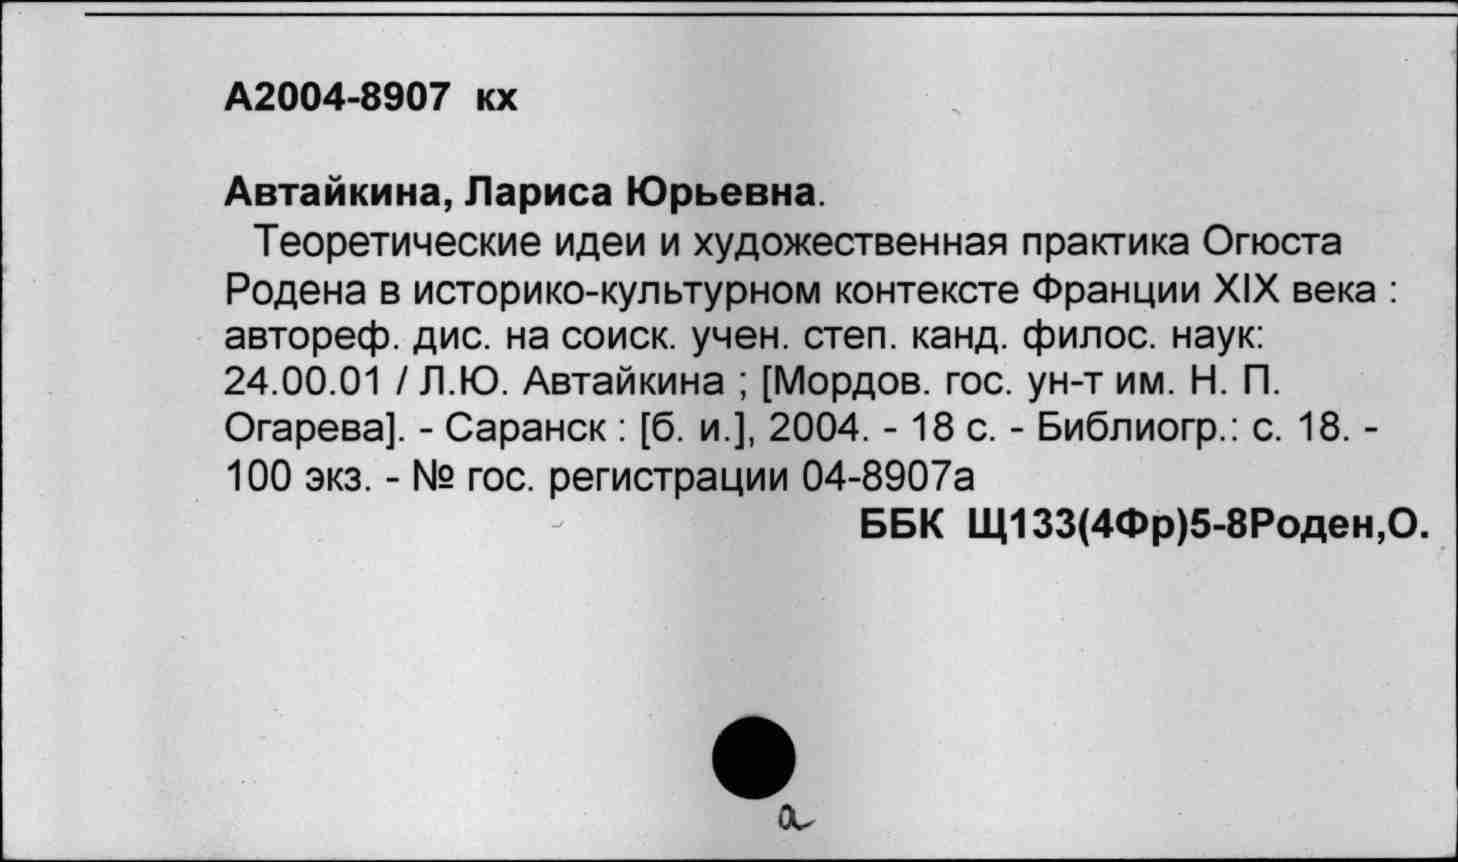 А2004-8907 кх
Автайкина, Лариса Юрьевна.
Теоретические идеи и художественная практика Огюста
Родена в историко-культурном контексте Франции XIX века :
автореф. дис. на соиск. учен. степ. канд. филос. наук:
24.00.01 / Л.Ю. Автайкина ; [Мордов. гос. ун-т им. Н. П.
Огарева]. - Саранск : [б. и.], 2004. - 18 с. - Библиогр.: с. 18. -
100 экз. - № гос. регистрации 04-8907а
ББК Щ133(4Фр)5-8Роден,О.
а